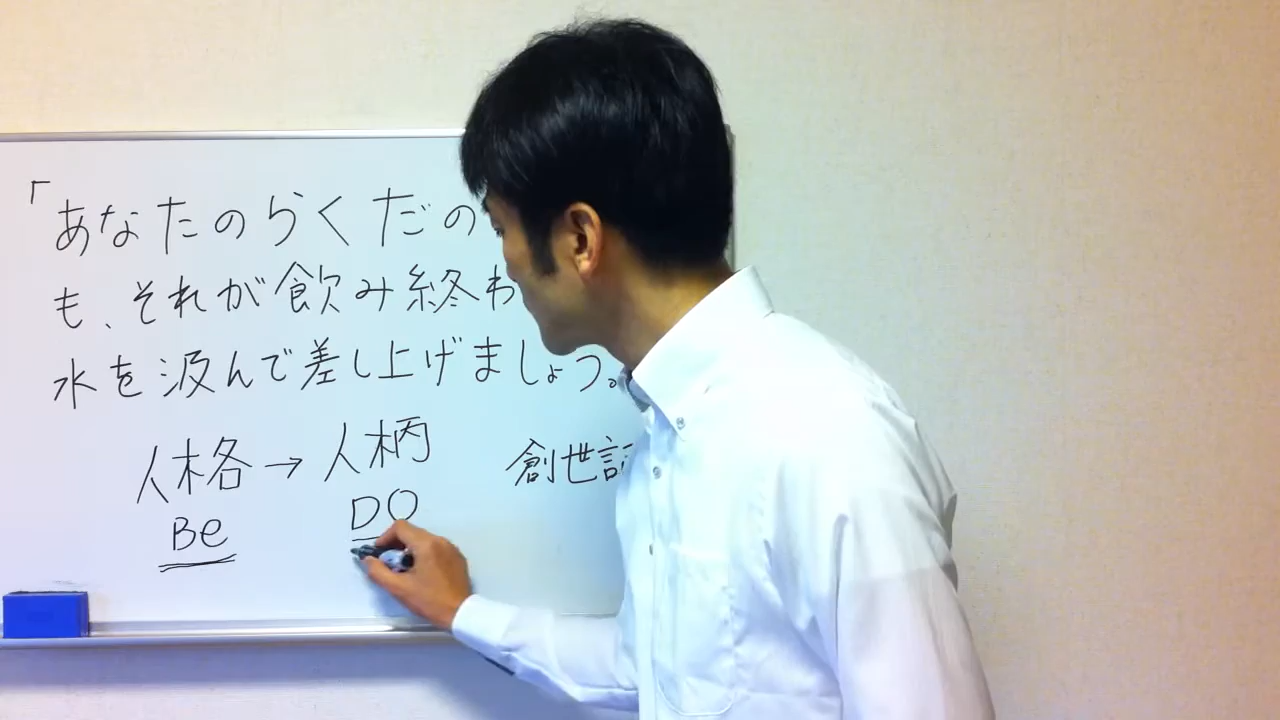 「あなたのらくだの
も、それが飲み終わ
水を汲んで差し上げましょう。
人格→人柄
創世記
Be
DO